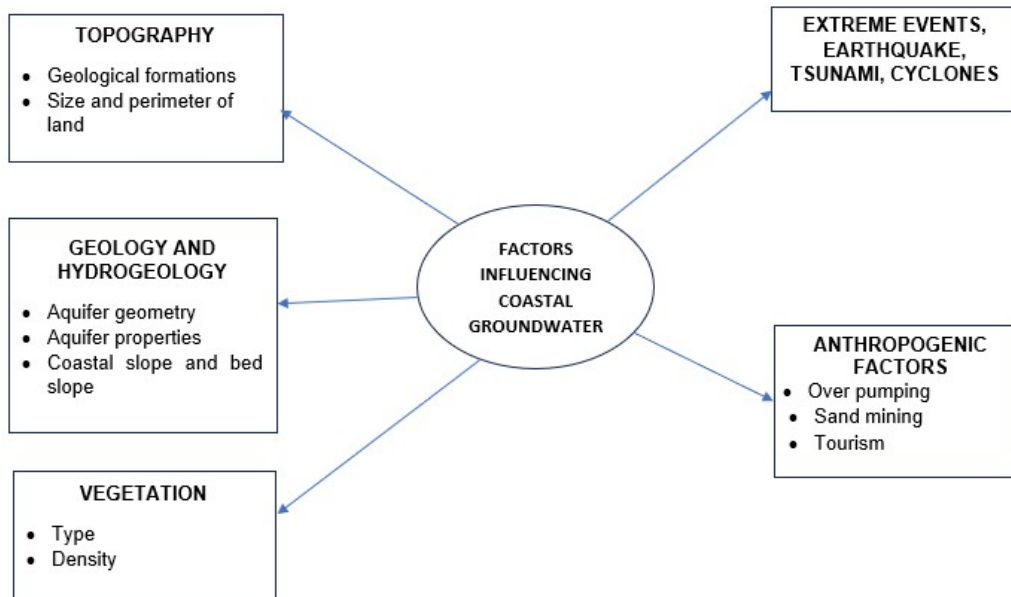 TOPOGRAPHY
• Geological formations
• Size and perimeter of
land
EXTREME EVENTS,
EARTHQUAKE,
TSUNAMI, CYCLONES
GEOLOGY AND
HYDROGEOLOGY
• Aquifer geometry
• Aquifer properties
• Coastal slope and bed
slope
FACTORS
INFLUENCING
COASTAL
GROUNDWATER
ANTHROPOGENIC
FACTORS
• Over pumping
• Sand mining
• Tourism
VEGETATION
• Type
• Density